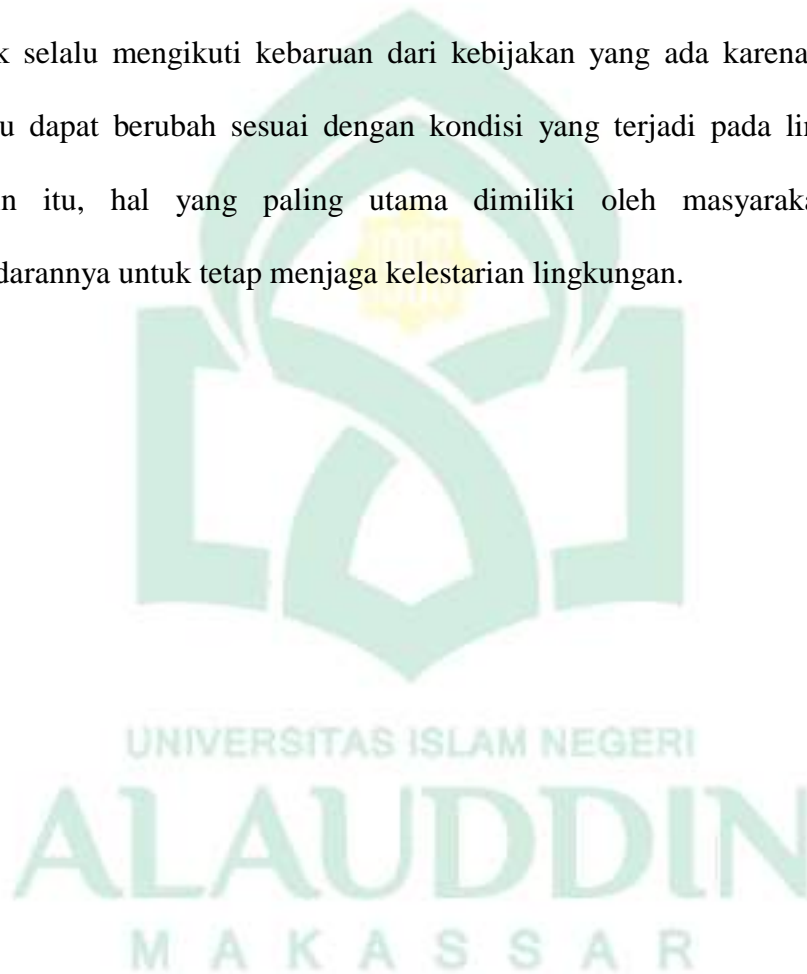 k selalu mengikuti kebaruan dari kebijakan yang ada karena
u dapat berubah sesuai dengan kondisi yang terjadi pada lin
n itu, hal yang paling utama dimiliki oleh masyaraka
darannya untuk tetap menjaga kelestarian lingkungan.
UNIVERSITAS ISLAM NEGERI
ALAUDDIN
MAKASSAR